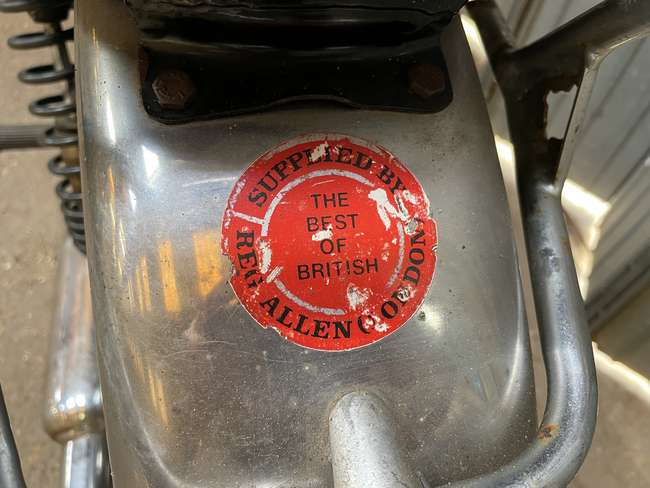 SUPPLIED BY
THE
BEST
OF
BRITISH
REG ALLEN LONDON